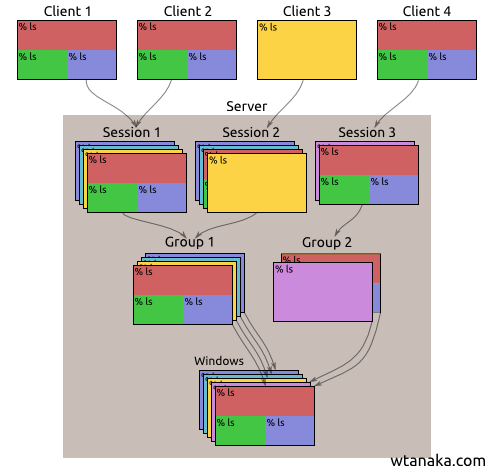 Client 1 Client 2 Client 3 Client 4
% ls % ls % ls % ls
% ls % ls % ls % ls % ls % ls
Server
Session 1 Session 2 Session 3
% ls % ls % ls
% ls % ls % ls % ls
Group 1 Group 2
% ls % ls
% ls % ls % ls
Windows
% ls
% ls % ls
wtanaka.com